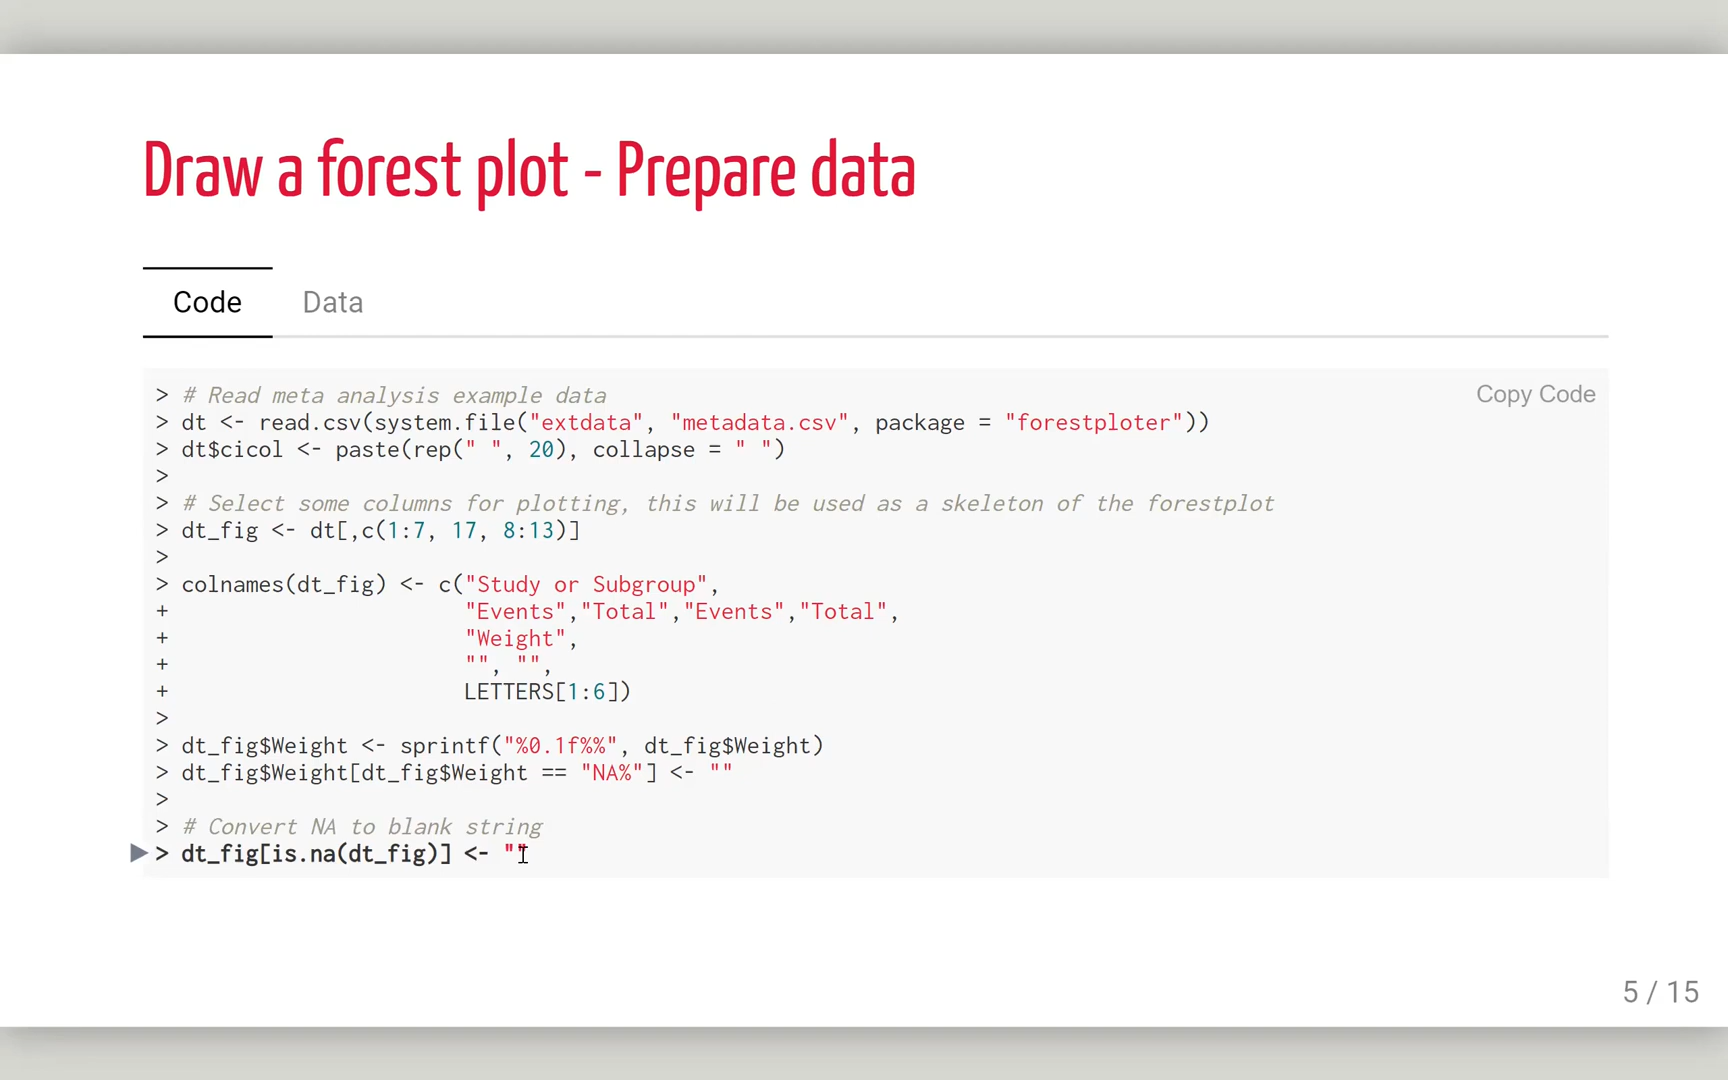 Draw a forest plot - Prepare data
Code
Data
Copy Code
> # Read meta analysis example data
> dt <- read.csv(system.file("extdata", "metadata.csv", package = "forestploter"))
> dt$cicol <- paste(rep(" ", 20), collapse = " ")
>
> # Select some columns for plotting, this will be used as a skeleton of the forestplot
> dt_fig <- dt[,c(1:7, 17, 8:13)]
>
> colnames(dt_fig) <- c("Study or Subgroup",
+                       "Events","Total","Events","Total",
+                       "Weight",
+                       "", "",
+                       LETTERS[1:6])
>
> dt_fig$Weight <- sprintf("%0.1f%%", dt_fig$Weight)
> dt_fig$Weight[dt_fig$Weight == "NA%"] <- ""
>
> # Convert NA to blank string
> dt_fig[is.na(dt_fig)] <- ""
5 / 15